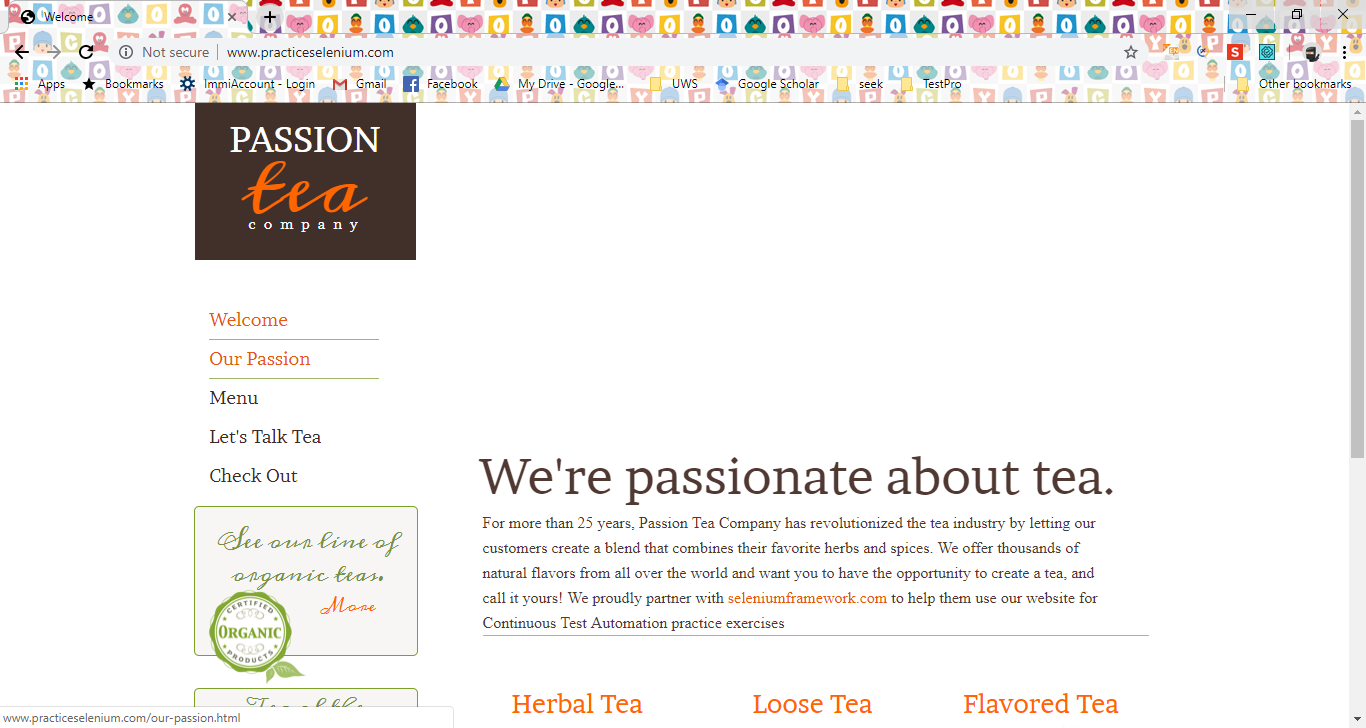 Welcome
Not secure
www.practiceselenium.com
Apps
Bookmarks
ImmiAccount - Login
Gmail
Facebook
My Drive - Google...
UWS
Google Scholar
seek
TestPro
Other bookmarks
PASSION
tea
company
Welcome
Our Passion
Menu
Let's Talk Tea
Check Out
See our line of
organic teas.
More
CERTIFIED
ORGANIC
PRODUCTS
We're passionate about tea.
For more than 25 years, Passion Tea Company has revolutionized the tea industry by letting our
customers create a blend that combines their favorite herbs and spices. We offer thousands of
natural flavors from all over the world and want you to have the opportunity to create a tea, and
call it yours! We proudly partner with seleniumframework.com to help them use our website for
Continuous Test Automation practice exercises
Herbal Tea
Loose Tea
Flavored Tea
www.practiceselenium.com/our-passion.html